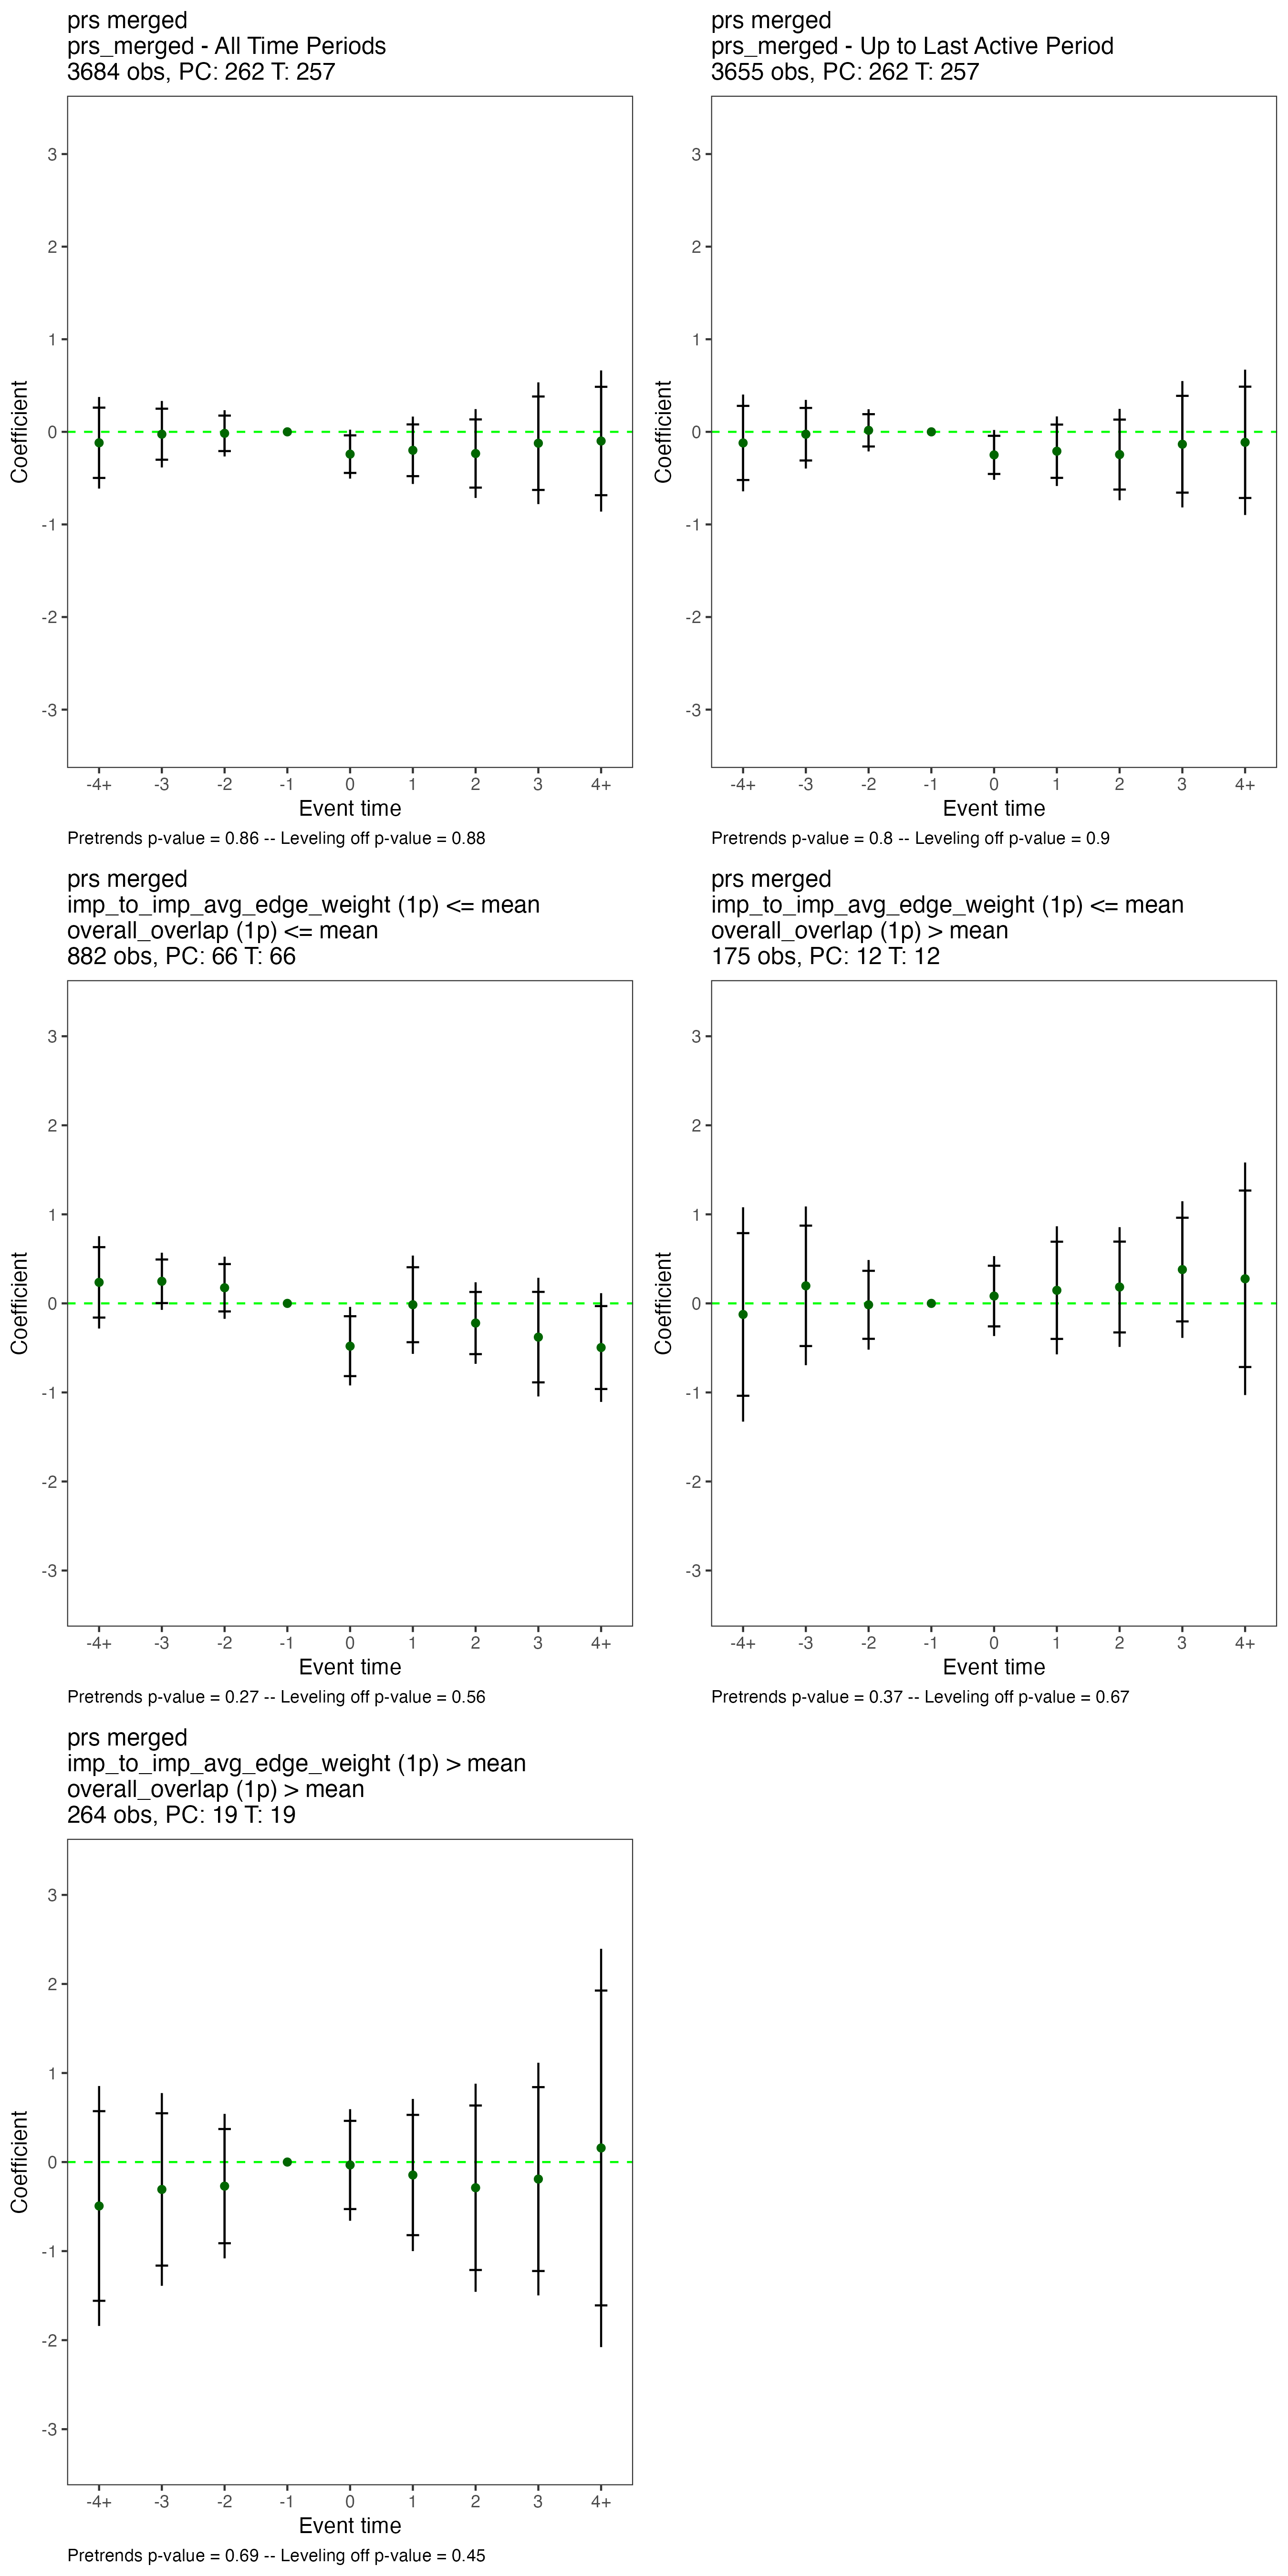 prs merged
prs_merged - All Time Periods
3684 obs, PC: 262 T: 257
3
2
1
0
-1
-2
-3
Coefficient
-4+ -3 -2 -1 0 1 2 3 4+
Event time
Pretrends p-value = 0.86 -- Leveling off p-value = 0.88
prs merged
prs_merged - Up to Last Active Period
3655 obs, PC: 262 T: 257
3
2
1
0
-1
-2
-3
Coefficient
-4+ -3 -2 -1 0 1 2 3 4+
Event time
Pretrends p-value = 0.8 -- Leveling off p-value = 0.9
prs merged
imp_to_imp_avg_edge_weight (1p) <= mean
overall_overlap (1p) <= mean
882 obs, PC: 66 T: 66
3
2
1
0
-1
-2
-3
Coefficient
-4+ -3 -2 -1 0 1 2 3 4+
Event time
Pretrends p-value = 0.27 -- Leveling off p-value = 0.56
prs merged
imp_to_imp_avg_edge_weight (1p) <= mean
overall_overlap (1p) > mean
175 obs, PC: 12 T: 12
3
2
1
0
-1
-2
-3
Coefficient
-4+ -3 -2 -1 0 1 2 3 4+
Event time
Pretrends p-value = 0.37 -- Leveling off p-value = 0.67
prs merged
imp_to_imp_avg_edge_weight (1p) > mean
overall_overlap (1p) > mean
264 obs, PC: 19 T: 19
3
2
1
0
-1
-2
-3
Coefficient
-4+ -3 -2 -1 0 1 2 3 4+
Event time
Pretrends p-value = 0.69 -- Leveling off p-value = 0.45